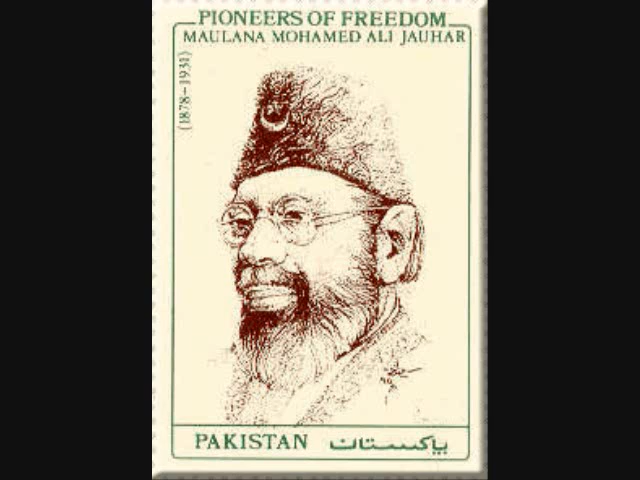 PIONEERS OF FREEDOM
MAULANA MOHAMED ALI JAUHAR
(1878-1931)
PAKISTAN پاکستان